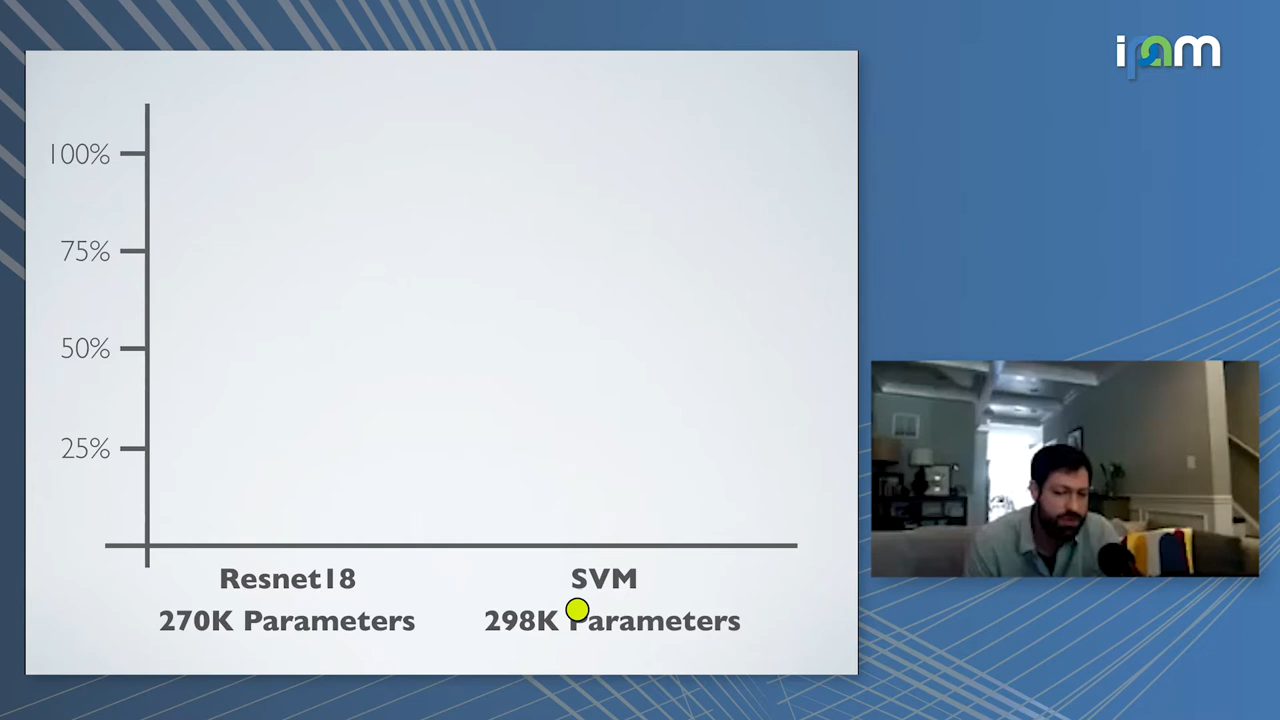 ipam
100%
75%
50%
25%
Resnet18
SVM
270K Parameters
298K Parameters